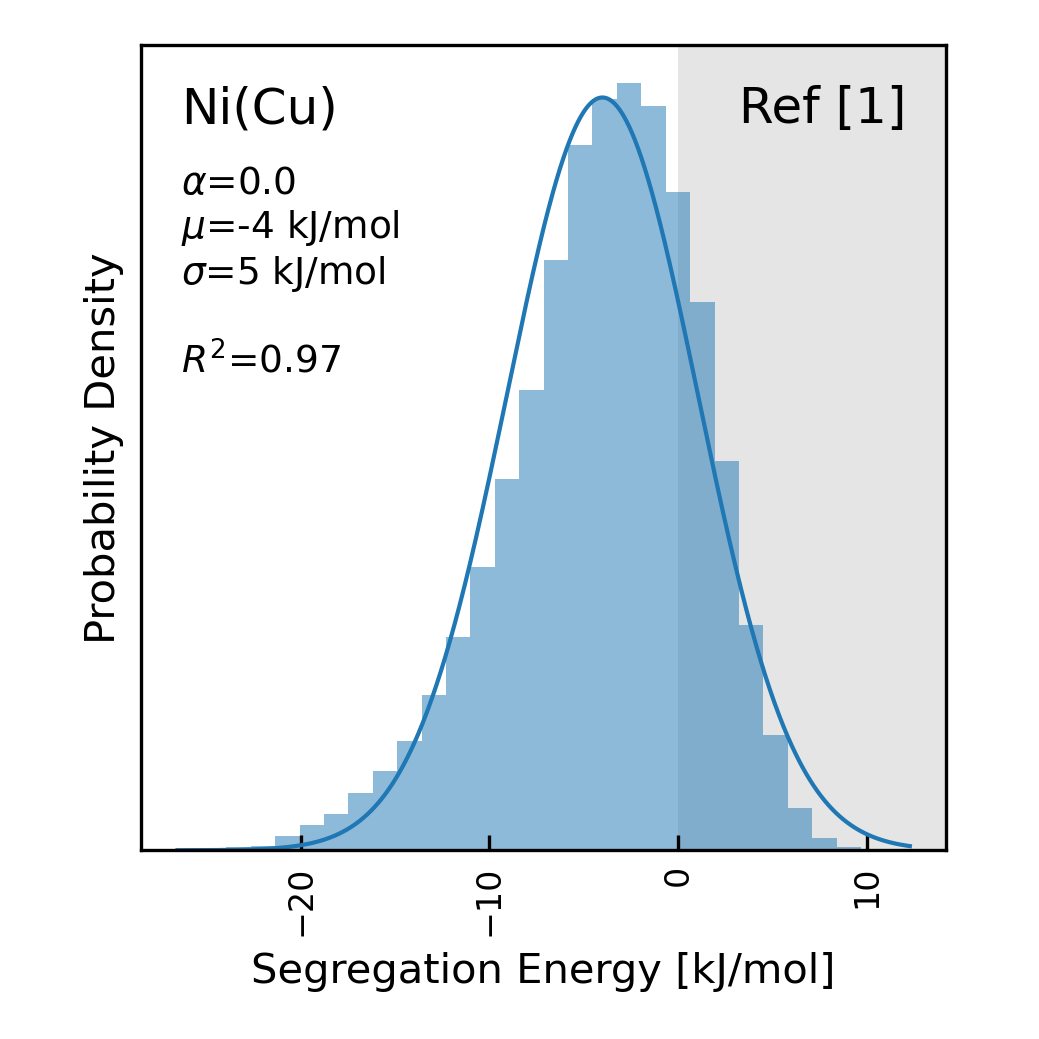 Ni(Cu)
Ref [1]
α=0.0
μ=-4 kJ/mol
σ=5 kJ/mol
R²=0.97
Probability Density
−20
−10
0
10
Segregation Energy [kJ/mol]